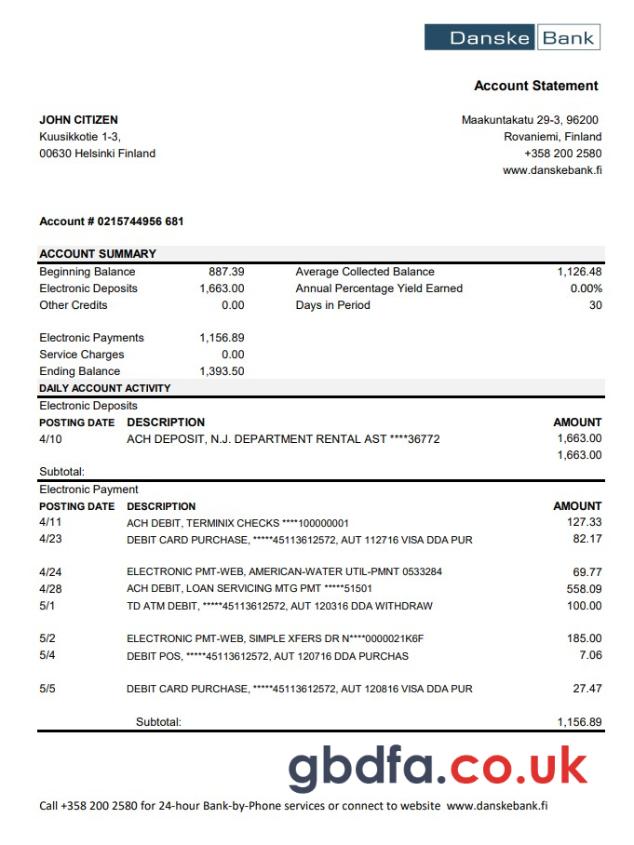 Danske Bank
Account Statement
JOHN CITIZEN
Kuusikkotie 1-3,
00630 Helsinki Finland
Maakuntakatu 29-3, 96200
Rovaniemi, Finland
+358 200 2580
www.danskebank.fi
Account # 0215744956 681
ACCOUNT SUMMARY
Beginning Balance 887.39 Average Collected Balance 1,126.48
Electronic Deposits 1,663.00 Annual Percentage Yield Earned 0.00%
Other Credits 0.00 Days in Period 30
Electronic Payments 1,156.89
Service Charges 0.00
Ending Balance 1,393.50
DAILY ACCOUNT ACTIVITY
Electronic Deposits
POSTING DATE DESCRIPTION AMOUNT
4/10 ACH DEPOSIT, N.J. DEPARTMENT RENTAL AST ****36772 1,663.00
1,663.00
Subtotal:
Electronic Payment
POSTING DATE DESCRIPTION AMOUNT
4/11 ACH DEBIT, TERMINIX CHECKS ****100000001 127.33
4/23 DEBIT CARD PURCHASE, *****45113612572, AUT 112716 VISA DDA PUR 82.17
4/24 ELECTRONIC PMT-WEB, AMERICAN-WATER UTIL-PMNT 0533284 69.77
4/28 ACH DEBIT, LOAN SERVICING MTG PMT *****51501 558.09
5/1 TD ATM DEBIT, *****45113612572, AUT 120316 DDA WITHDRAW 100.00
5/2 ELECTRONIC PMT-WEB, SIMPLE XFERS DR N****0000021K6F 185.00
5/4 DEBIT POS, *****45113612572, AUT 120716 DDA PURCHAS 7.06
5/5 DEBIT CARD PURCHASE, *****45113612572, AUT 120816 VISA DDA PUR 27.47
Subtotal: 1,156.89
gbdfa.co.uk
Call +358 200 2580 for 24-hour Bank-by-Phone services or connect to website www.danskebank.fi